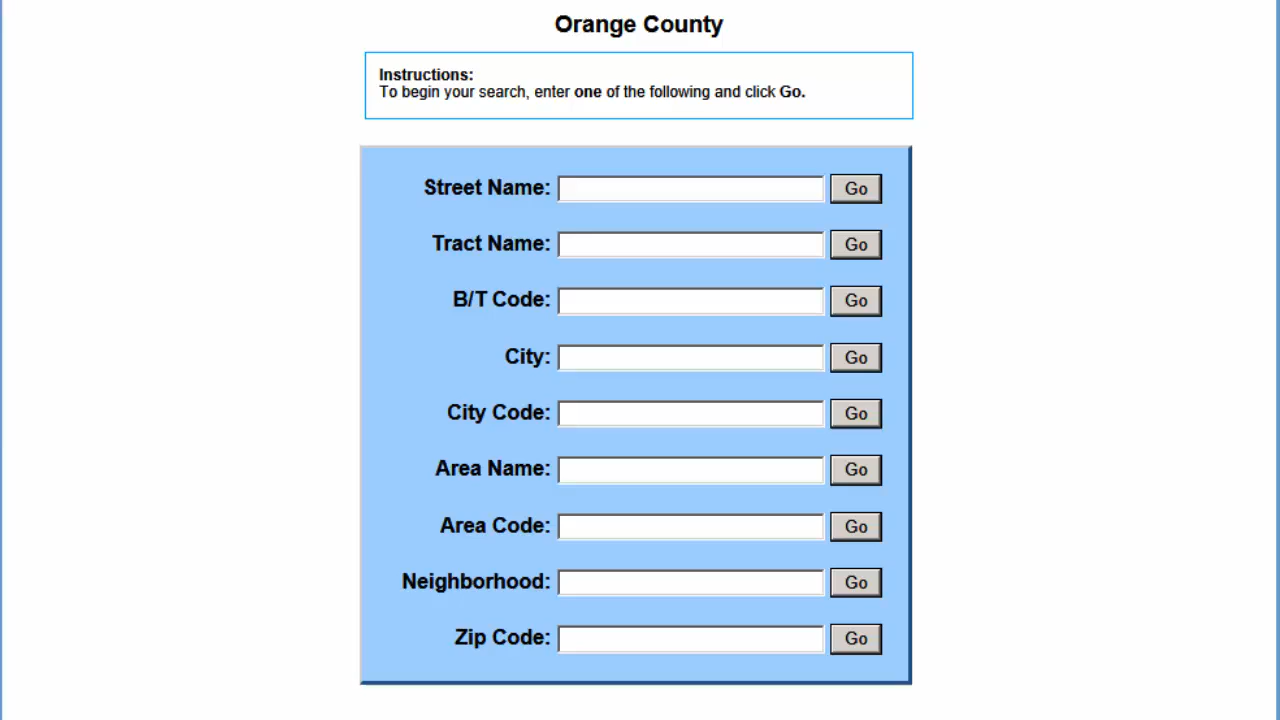 Orange County
Instructions:
To begin your search, enter one of the following and click Go.
Street Name: Go
Tract Name: Go
B/T Code: Go
City: Go
City Code: Go
Area Name: Go
Area Code: Go
Neighborhood: Go
Zip Code: Go